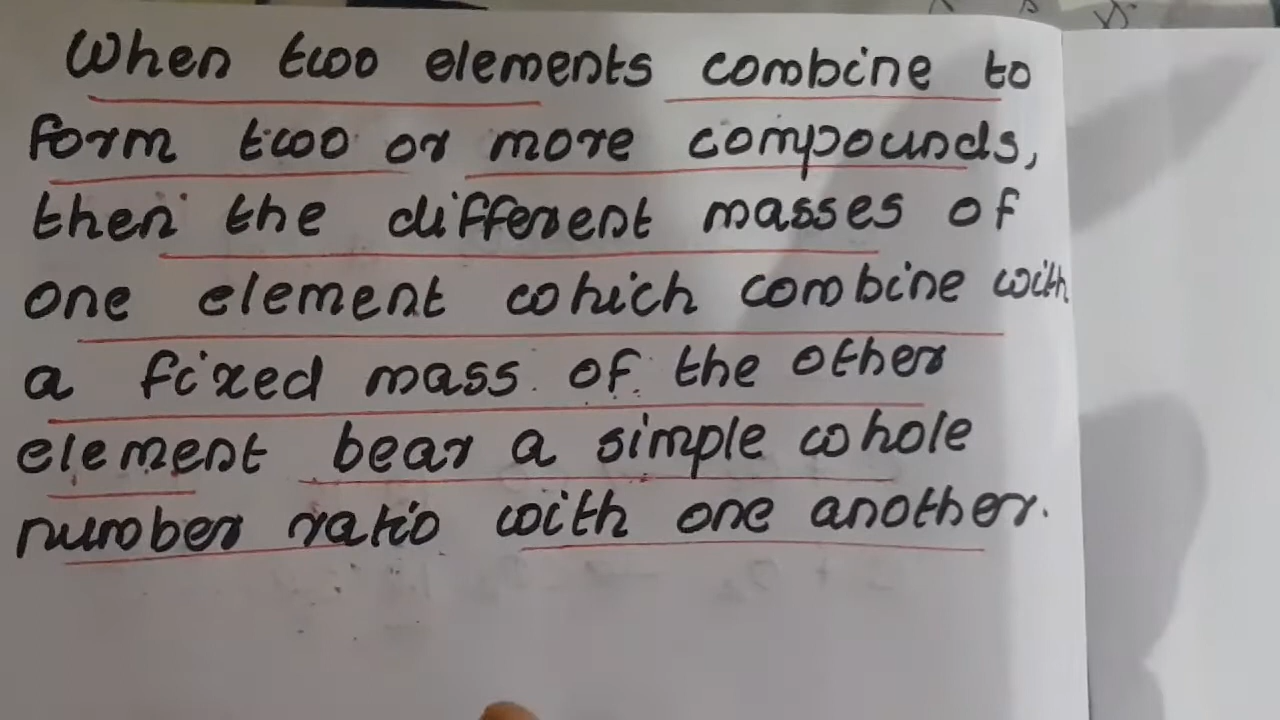 When two elements combine to
form two or more compounds,
then the different masses of
one element which combine with
a fixed mass of the other
element bear a simple whole
number ratio with one another.